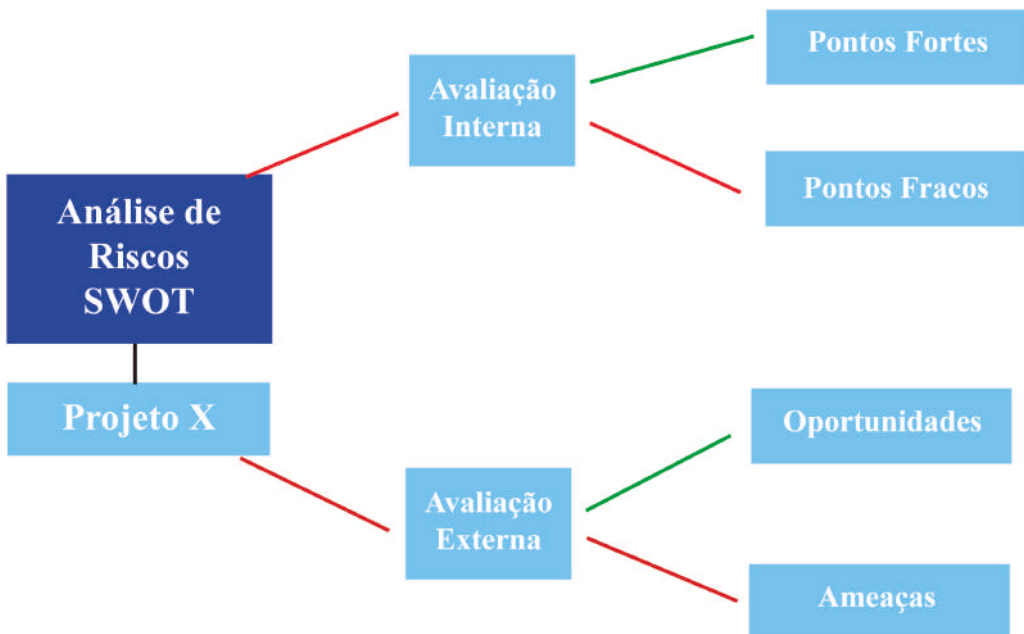 Análise de
Riscos
SWOT
Projeto X
Avaliação
Interna
Pontos Fortes
Pontos Fracos
Avaliação
Externa
Oportunidades
Ameaças